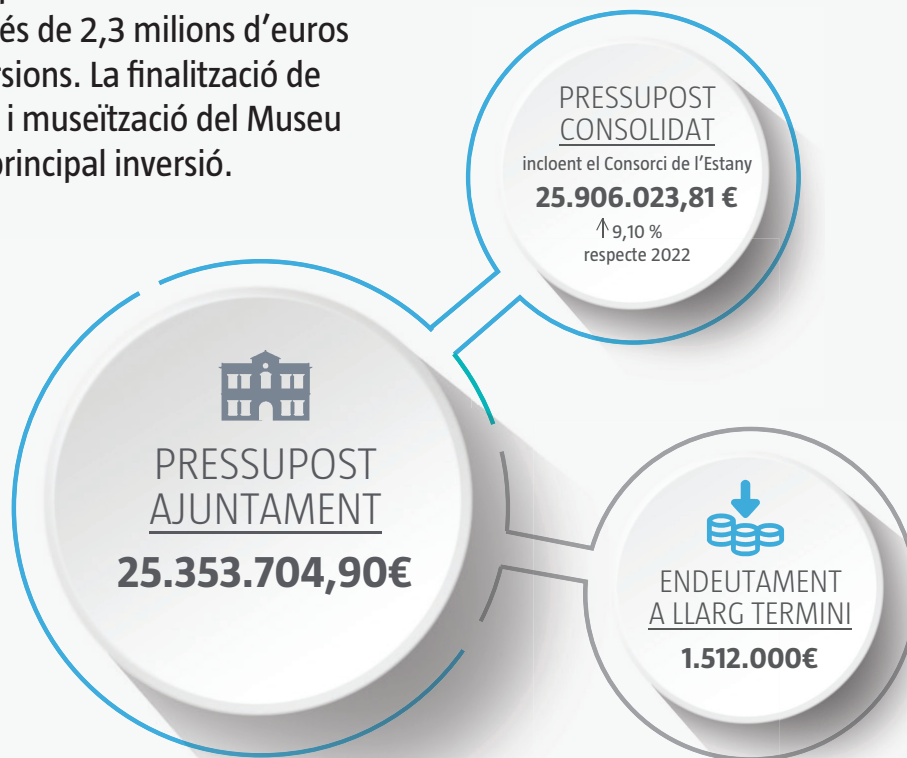 és de 2,3 milions d'euros
rsions. La finalització de
i museïtzació del Museu
principal inversió.
PRESSUPOST
CONSOLIDAT
incloent el Consorci de l'Estany
25.906.023,81 €
↑ 9,10 %
respecte 2022
PRESSUPOST
AJUNTAMENT
25.353.704,90€
ENDEUTAMENT
A LLARG TERMINI
1.512.000€